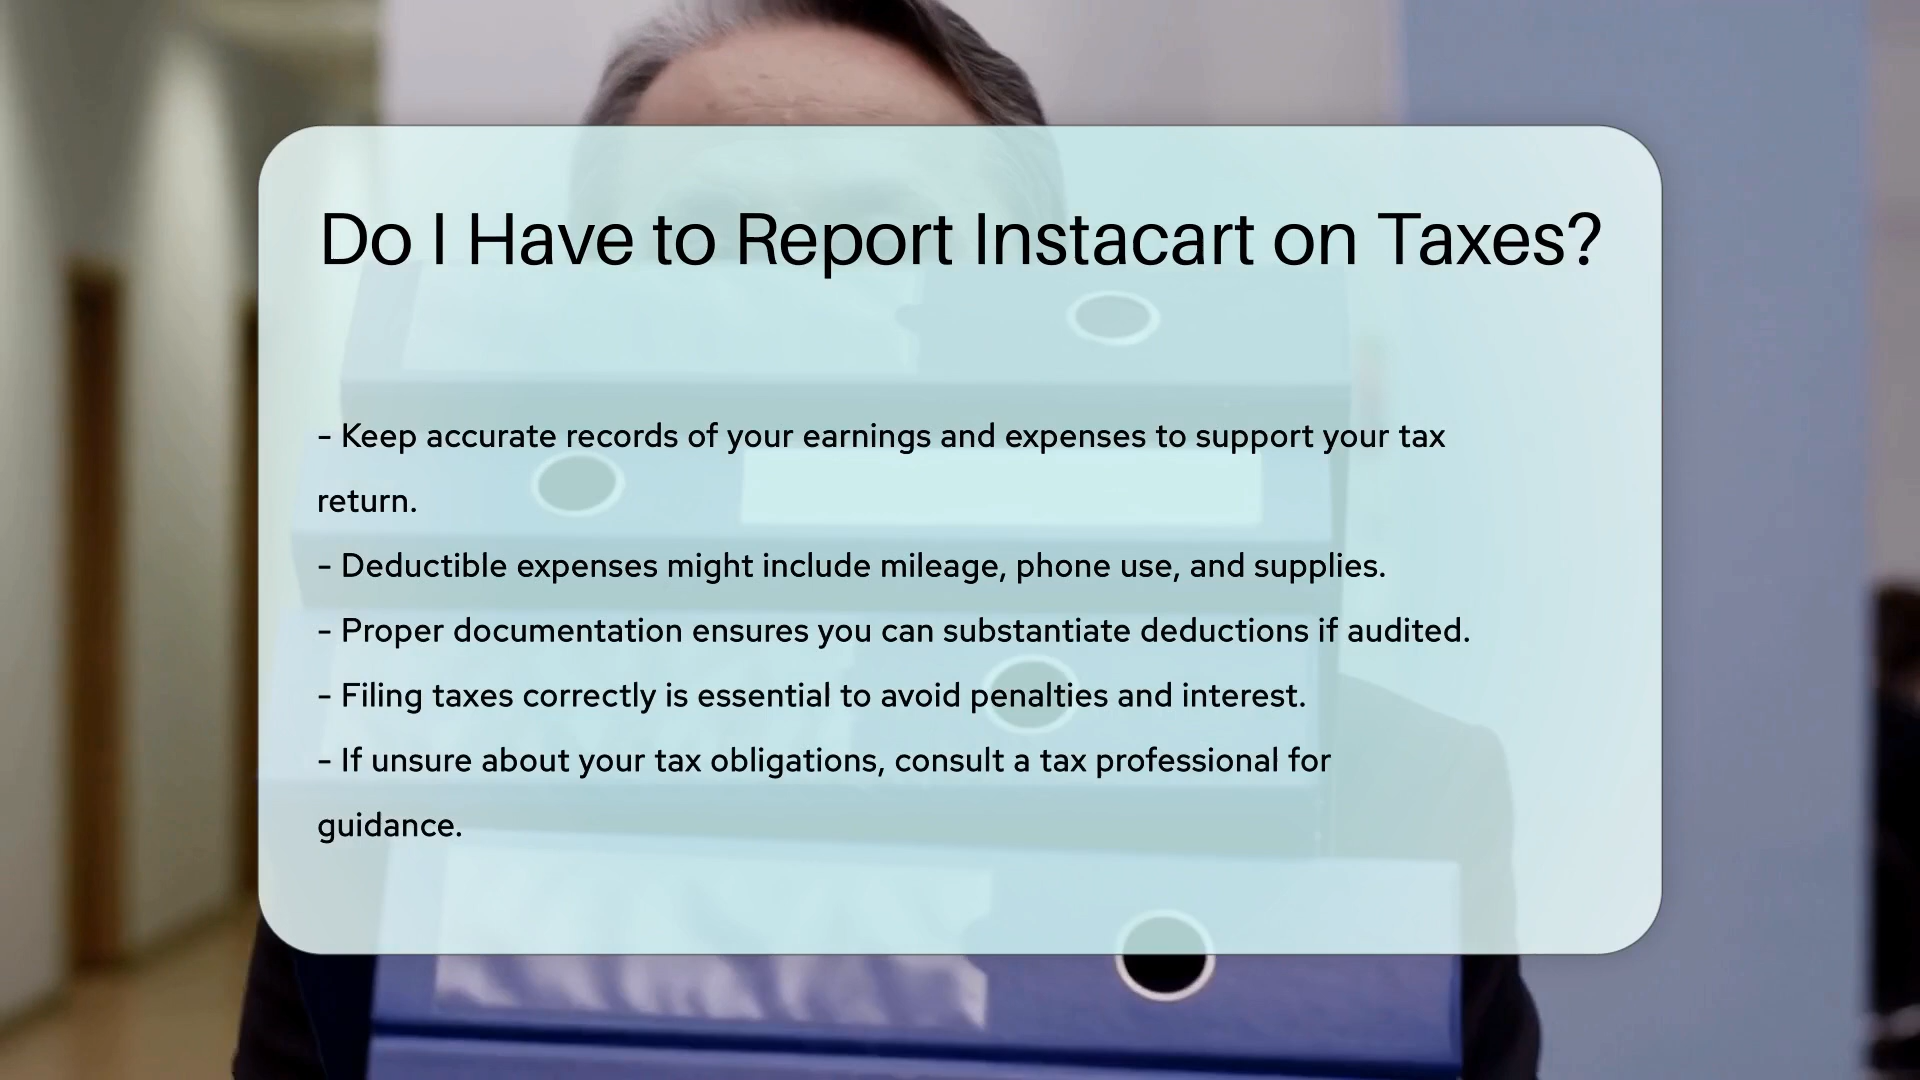 Do I Have to Report Instacart on Taxes?
- Keep accurate records of your earnings and expenses to support your tax
return.
- Deductible expenses might include mileage, phone use, and supplies.
- Proper documentation ensures you can substantiate deductions if audited.
- Filing taxes correctly is essential to avoid penalties and interest.
- If unsure about your tax obligations, consult a tax professional for
guidance.